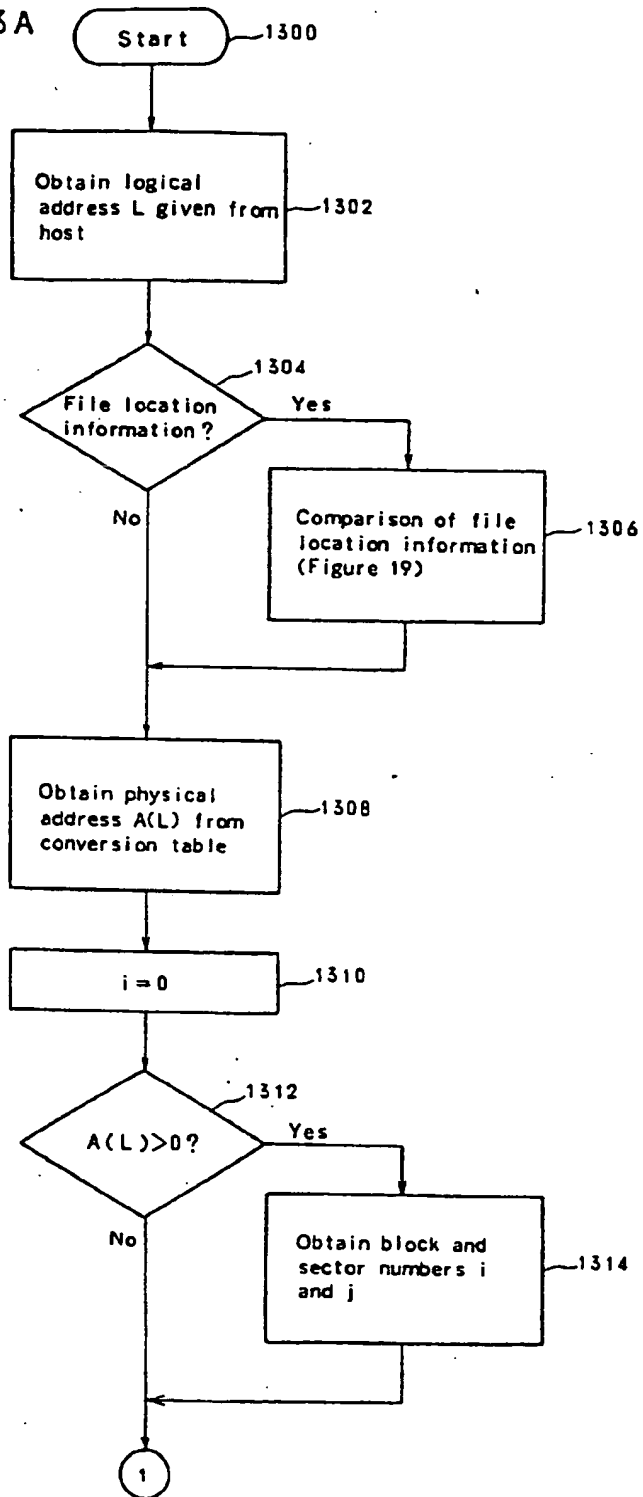 3A
Start
1300
Obtain logical
address L given from
host
1302
1304
File location
information?
Yes
No
Comparison of file
location information
(Figure 19)
1306
Obtain physical
address A(L) from
conversion table
1308
i=0
1310
1312
A(L)>0?
Yes
No
Obtain block and
sector numbers i
and j
1314
1